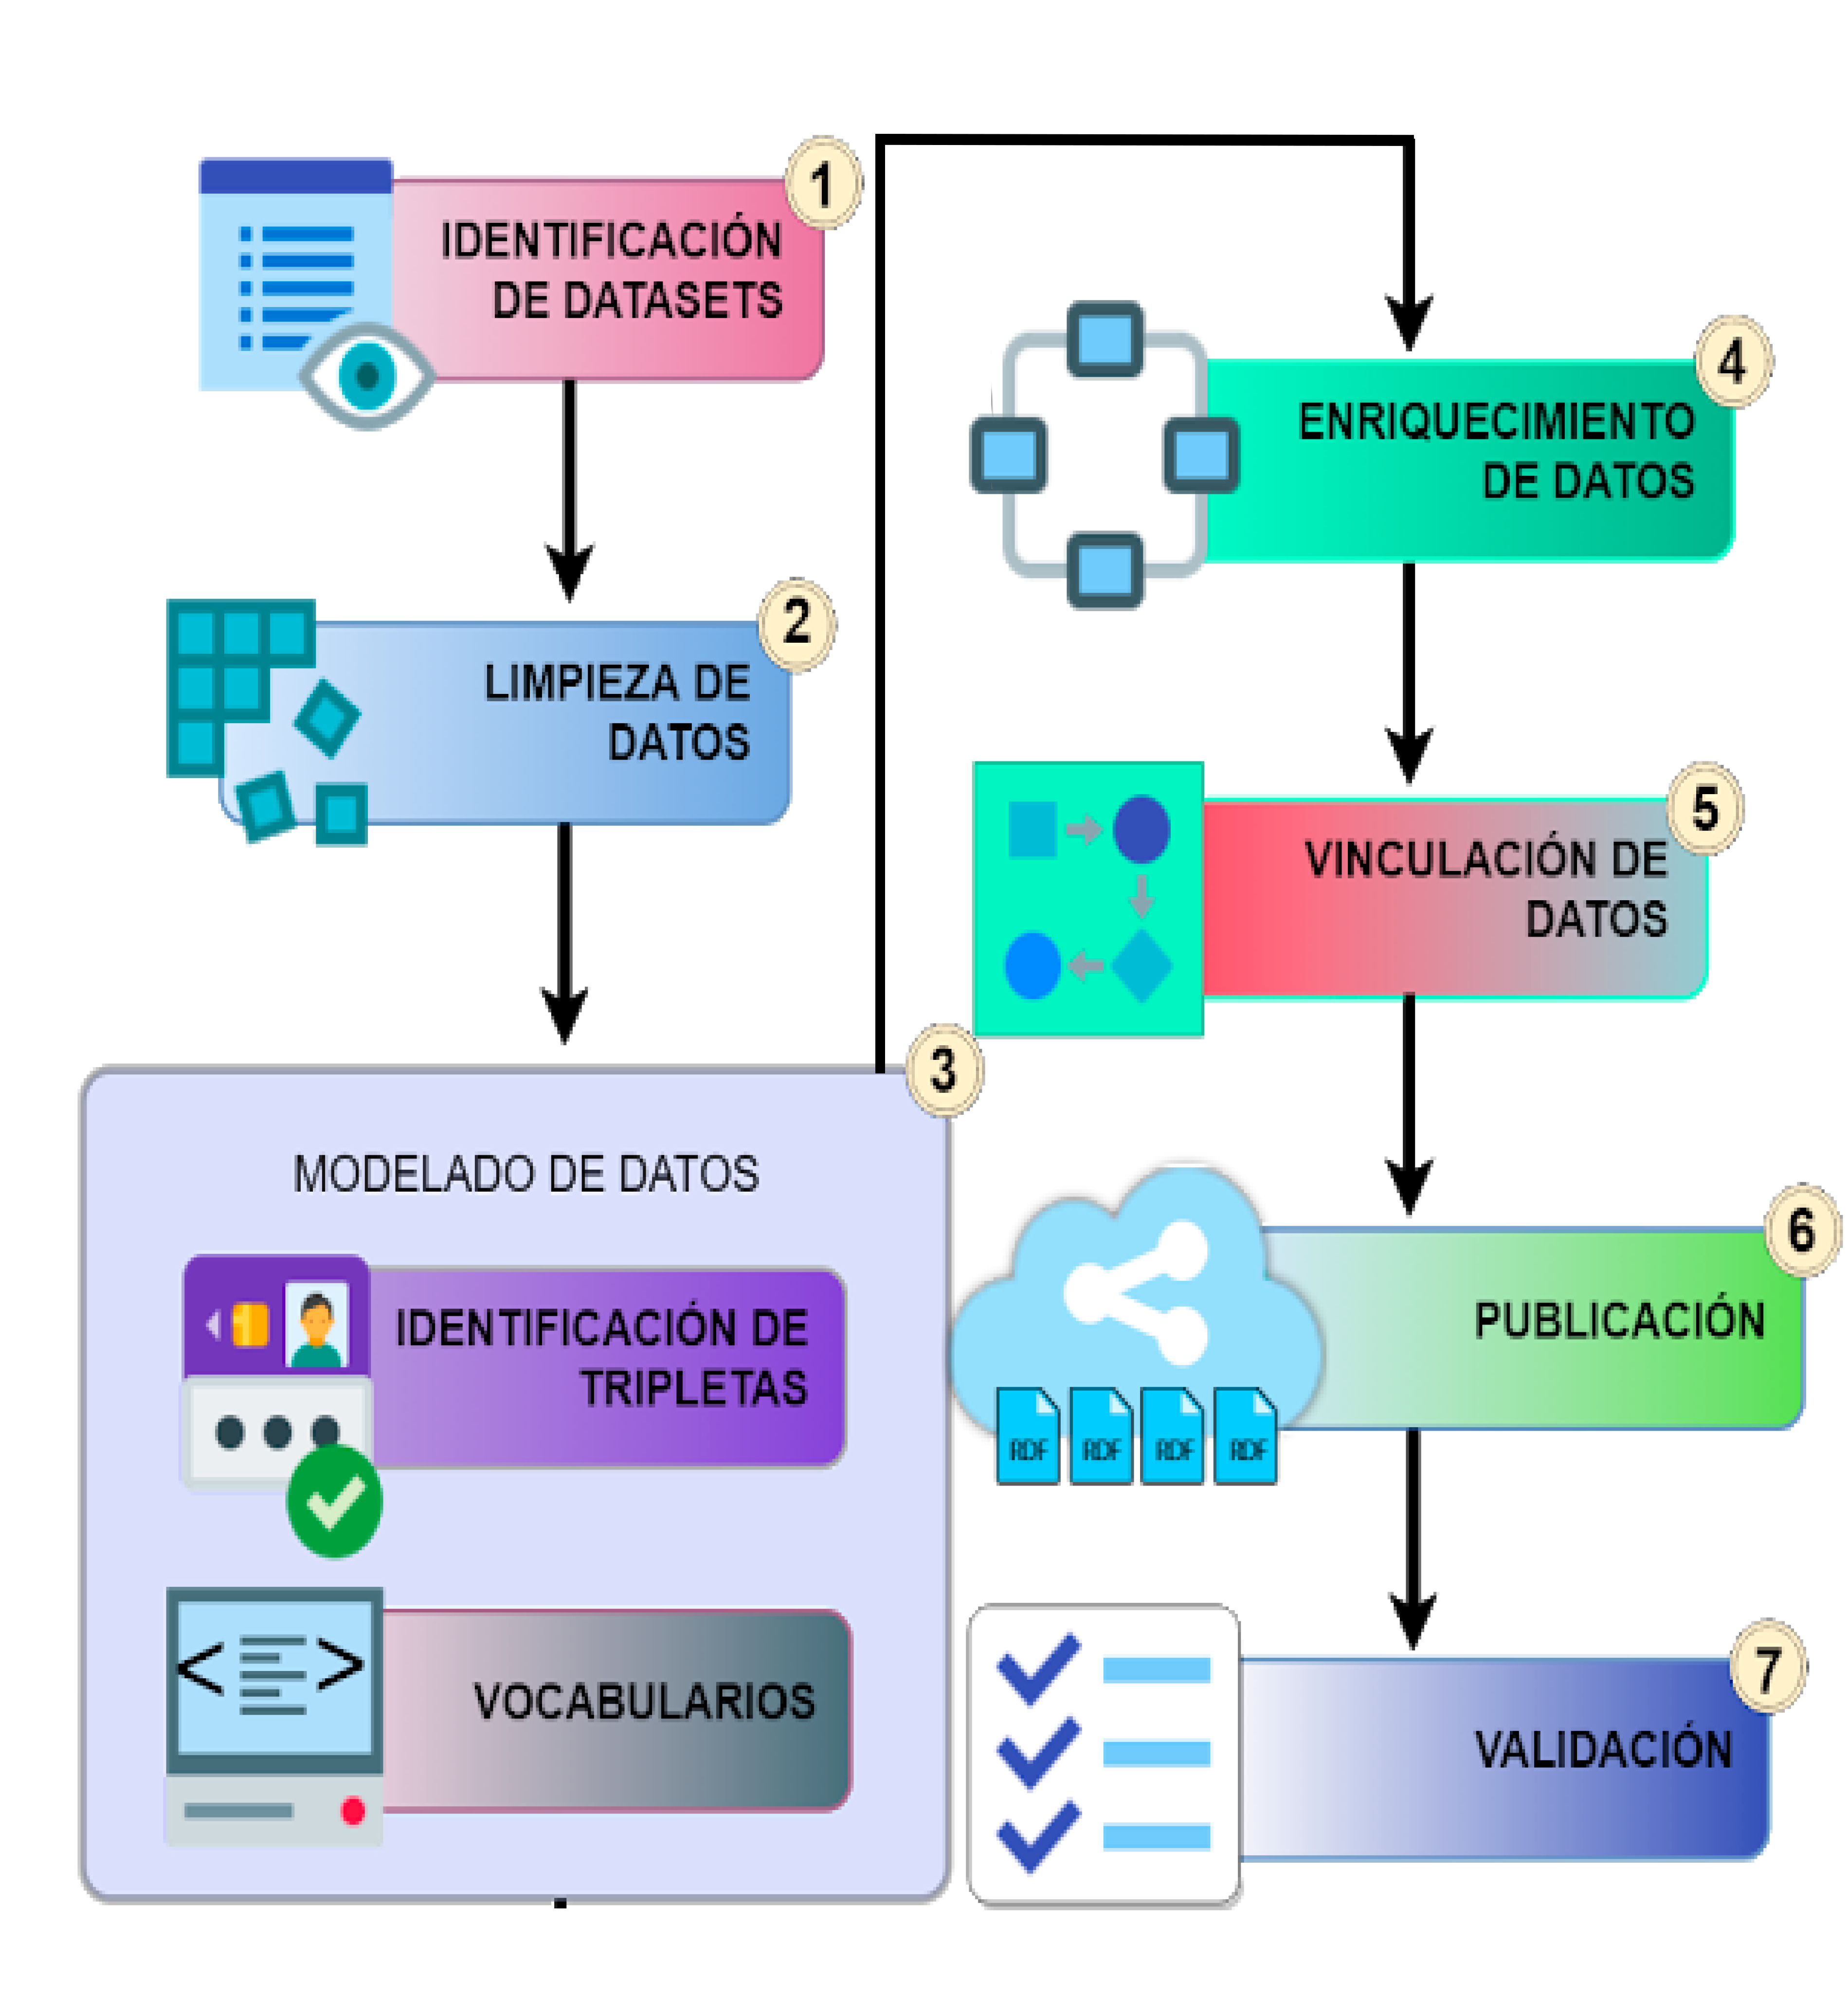 1
IDENTIFICACIÓN
DE DATASETS
2
LIMPIEZA DE
DATOS
3
MODELADO DE DATOS
IDENTIFICACIÓN DE
TRIPLETAS
< >
VOCABULARIOS
4
ENRIQUECIMIENTO
DE DATOS
5
VINCULACIÓN DE
DATOS
6
PUBLICACIÓN
RDF RDF RDF RDF
7
VALIDACIÓN